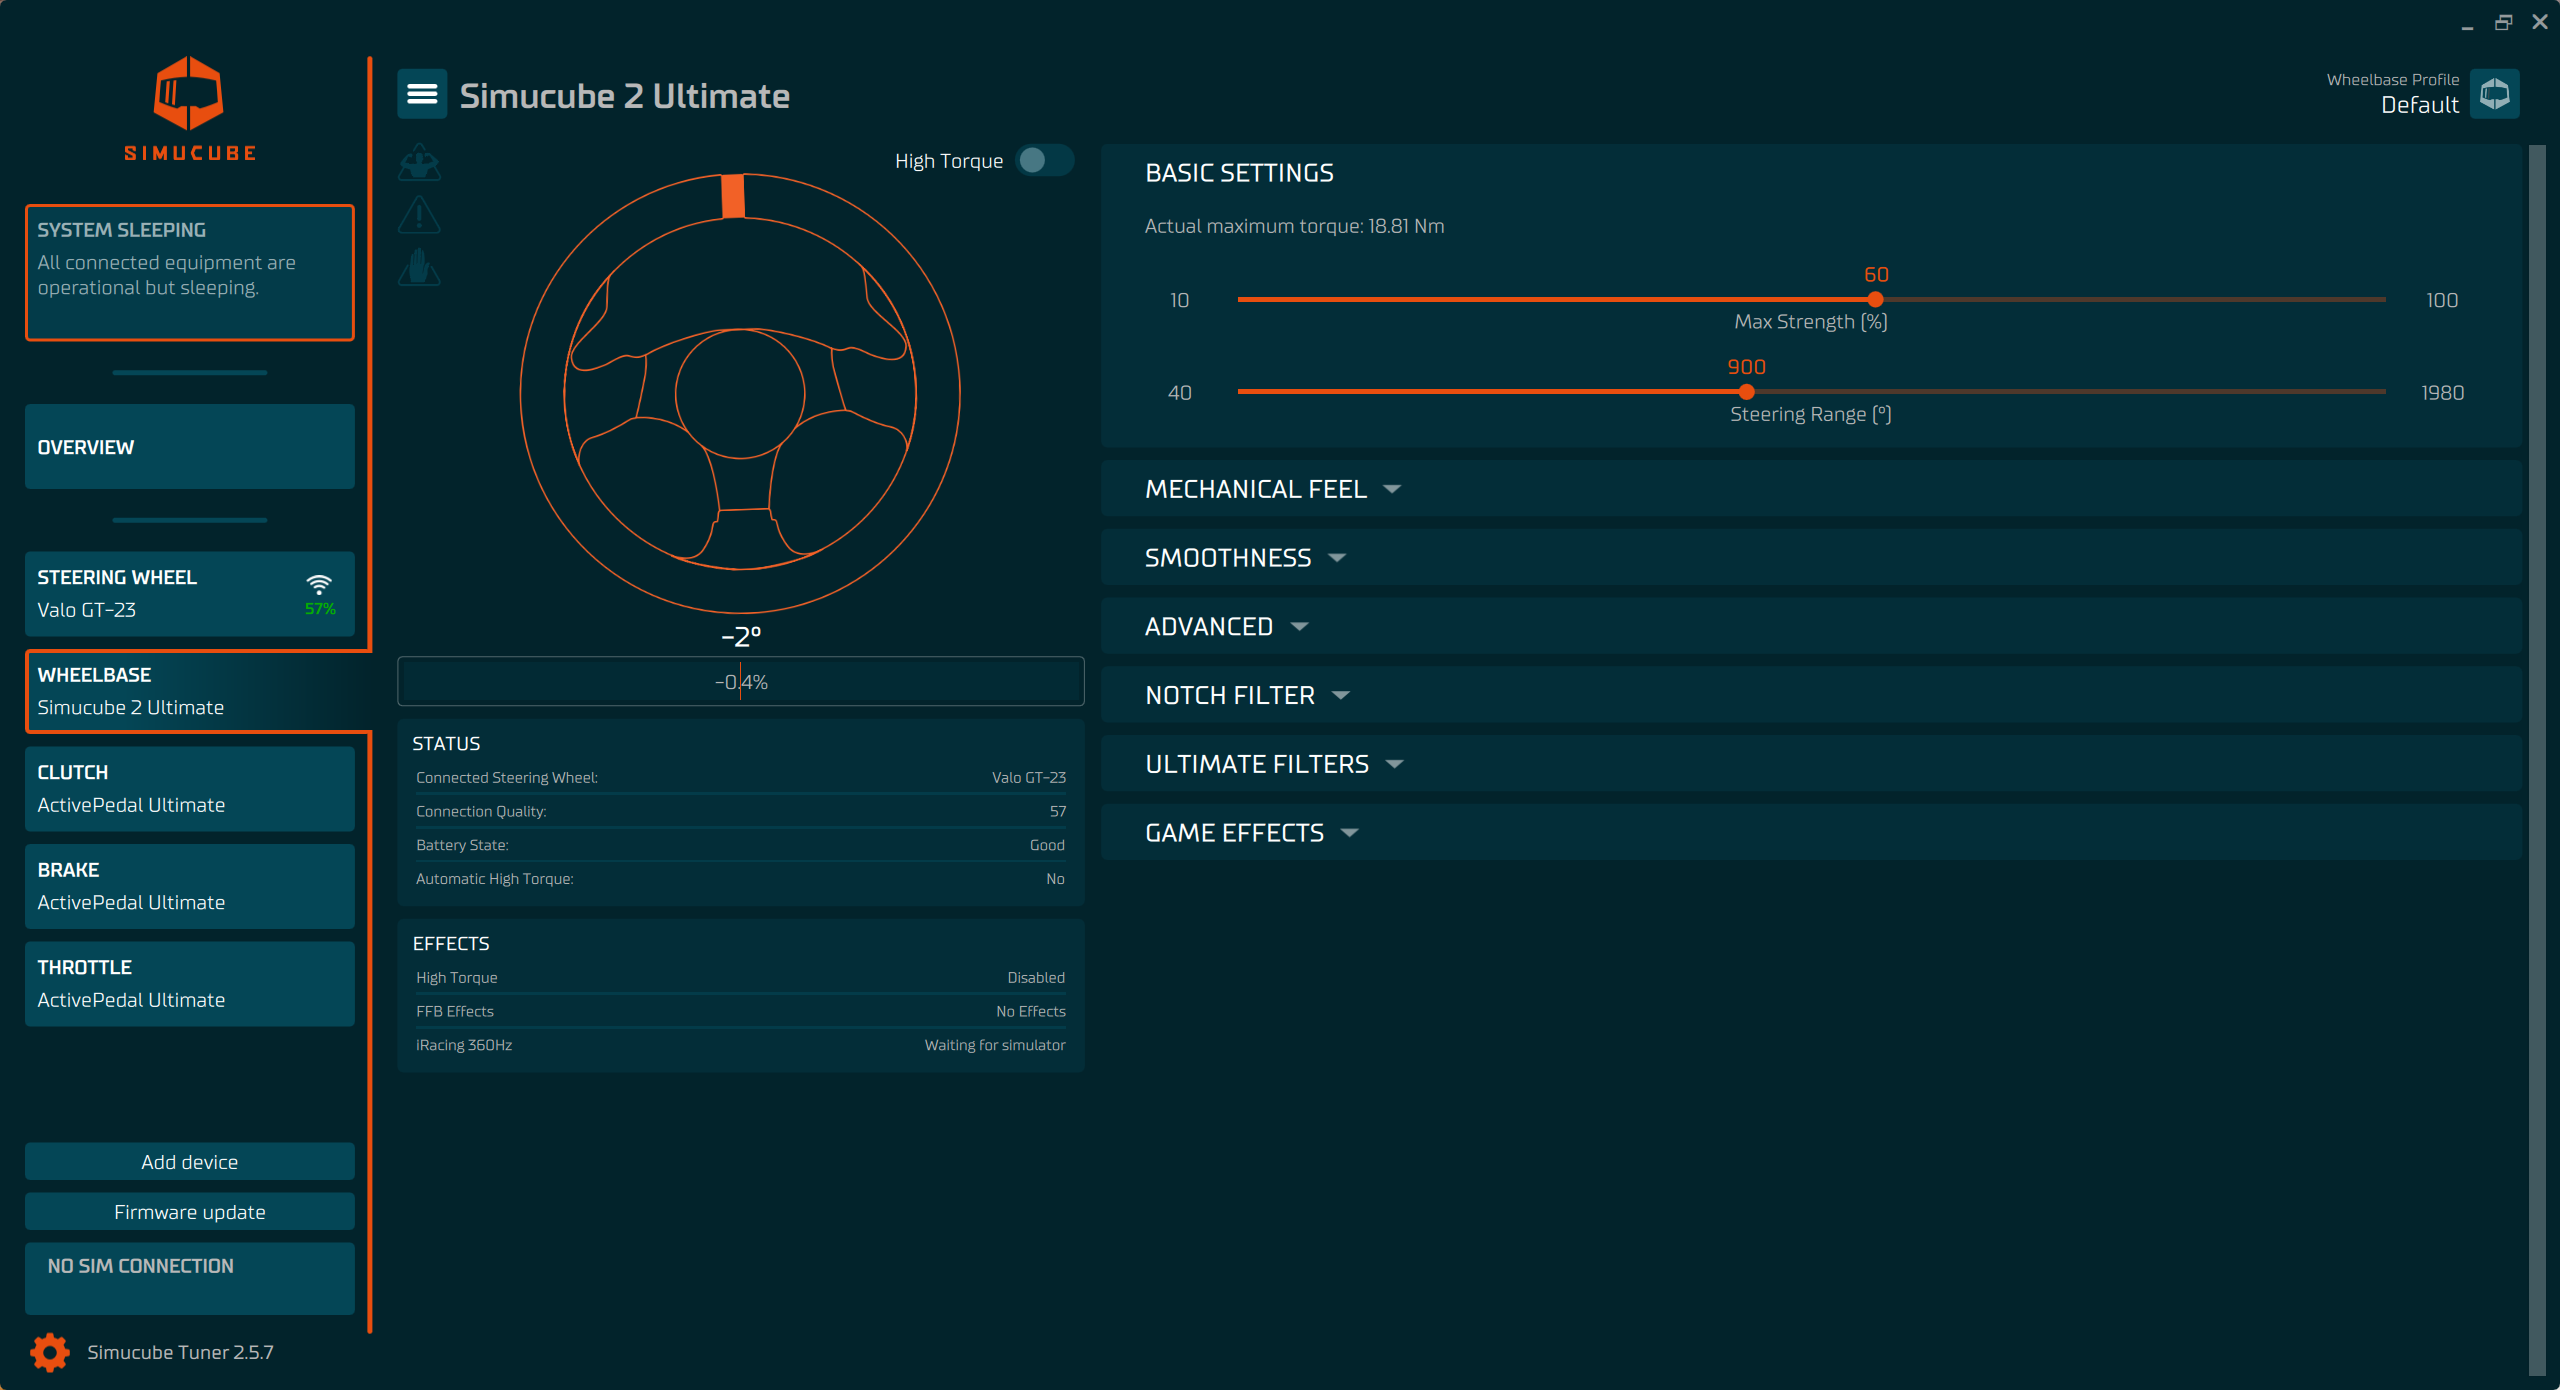 SIMUCUBE
SYSTEM SLEEPING
All connected equipment are
operational but sleeping.
OVERVIEW
STEERING WHEEL
Valo GT-23
57%
WHEELBASE
Simucube 2 Ultimate
CLUTCH
ActivePedal Ultimate
BRAKE
ActivePedal Ultimate
THROTTLE
ActivePedal Ultimate
Add device
Firmware update
NO SIM CONNECTION
Simucube Tuner 2.5.7
Simucube 2 Ultimate
Wheelbase Profile
Default
High Torque
-2º
-0.4%
STATUS
Connected Steering Wheel: Valo GT-23
Connection Quality: 57
Battery State: Good
Automatic High Torque: No
EFFECTS
High Torque Disabled
FFB Effects No Effects
iRacing 360Hz Waiting for simulator
BASIC SETTINGS
Actual maximum torque: 18.81 Nm
60
10 100
Max Strength (%)
900
40 1980
Steering Range (º)
MECHANICAL FEEL
SMOOTHNESS
ADVANCED
NOTCH FILTER
ULTIMATE FILTERS
GAME EFFECTS